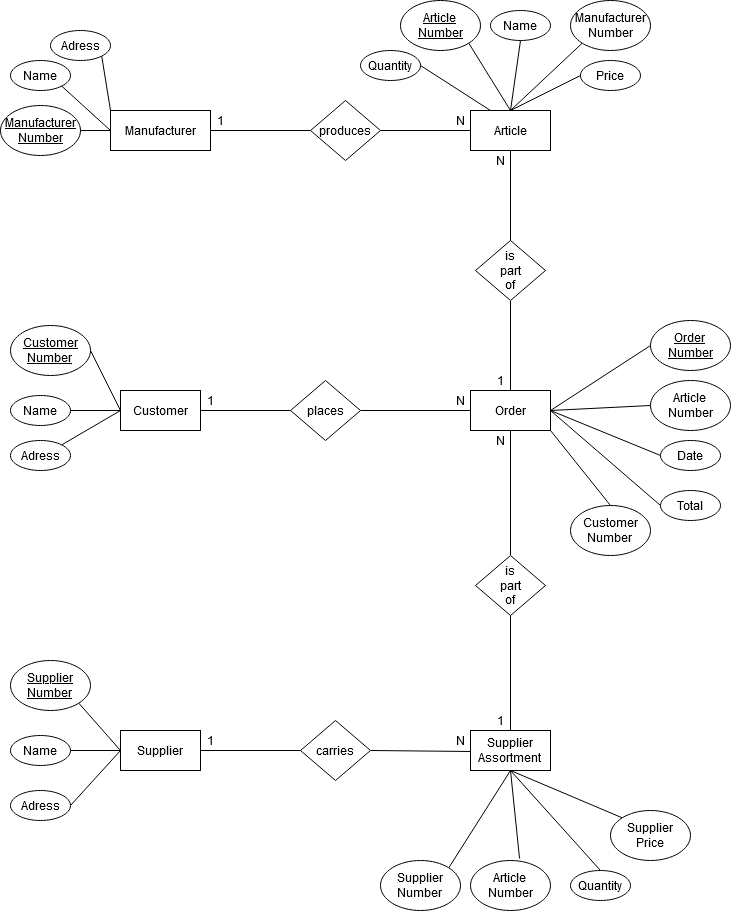 Article
Number
Name
Manufacturer
Number
Adress
Quantity
Price
Name
Manufacturer
Number
Manufacturer
1
produces
N
Article
N
is
part
of
Customer
Number
Order
Number
1
Name
Customer
1
places
N
Order
Article
Number
N
Adress
Date
Total
Customer
Number
is
part
of
Supplier
Number
1
Name
Supplier
1
carries
N
Supplier
Assortment
Adress
Supplier
Price
Supplier
Number
Article
Number
Quantity